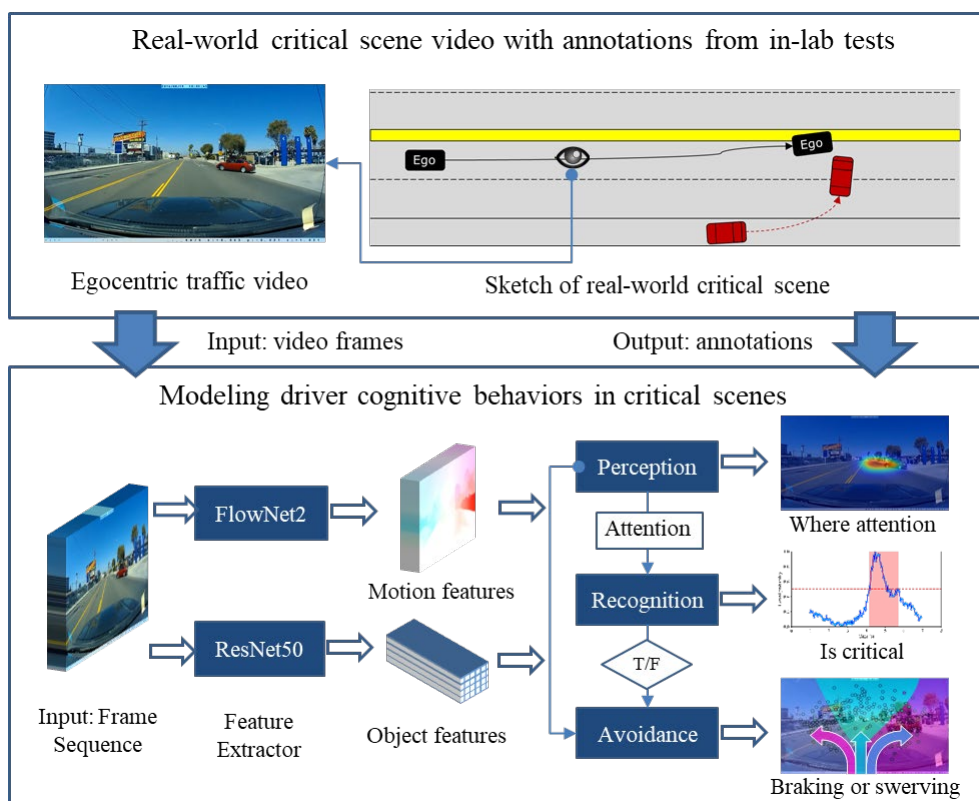 Real-world critical scene video with annotations from in-lab tests
Ego
Ego
Egocentric traffic video
Sketch of real-world critical scene
Input: video frames
Output: annotations
Modeling driver cognitive behaviors in critical scenes
FlowNet2
Motion features
Perception
Where attention
Attention
Recognition
Is critical
ResNet50
T/F
Input: Frame
Sequence
Feature
Extractor
Object features
Avoidance
Braking or swerving